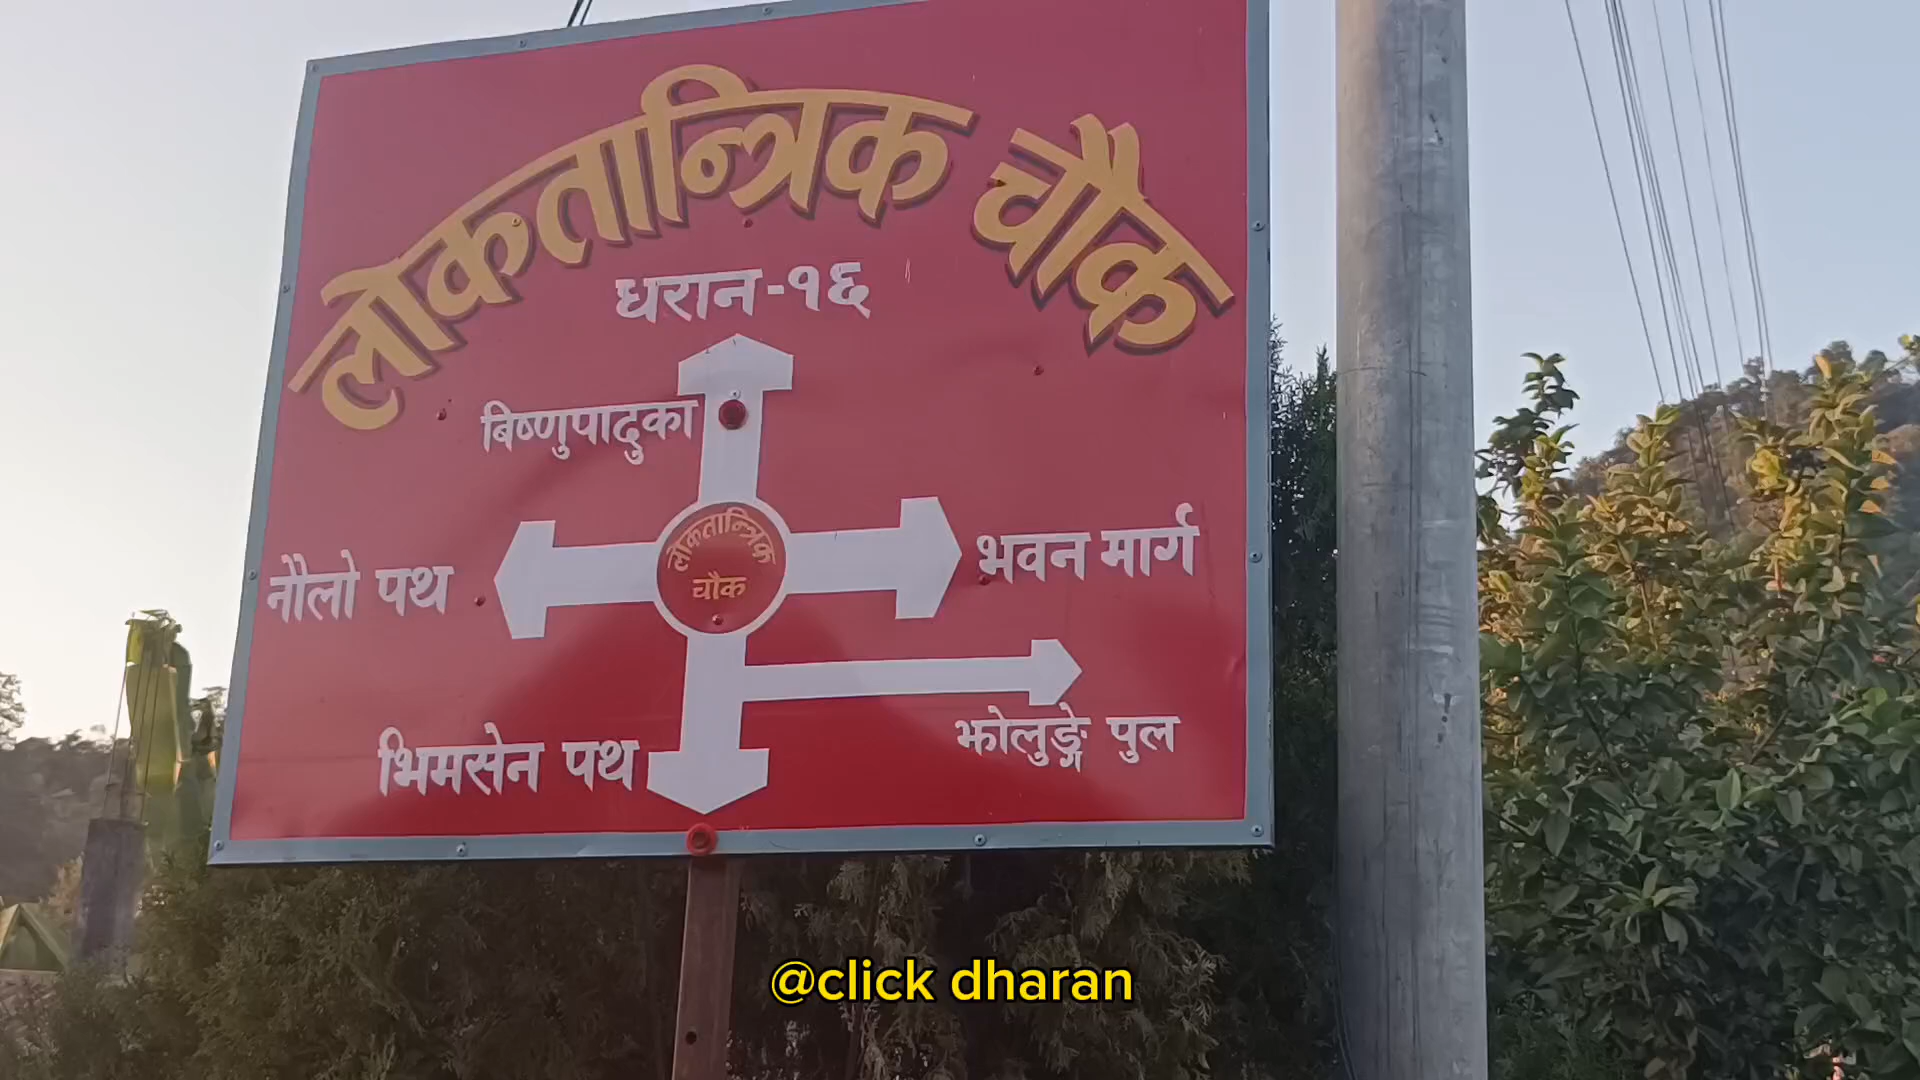 लोकतान्त्रिक चौक
धरान-१६
बिष्णुपादुका
लोकतान्त्रिक
चौक
नौलो पथ
भवन मार्ग
भिमसेन पथ
झोलुङ्गे पुल
@click dharan